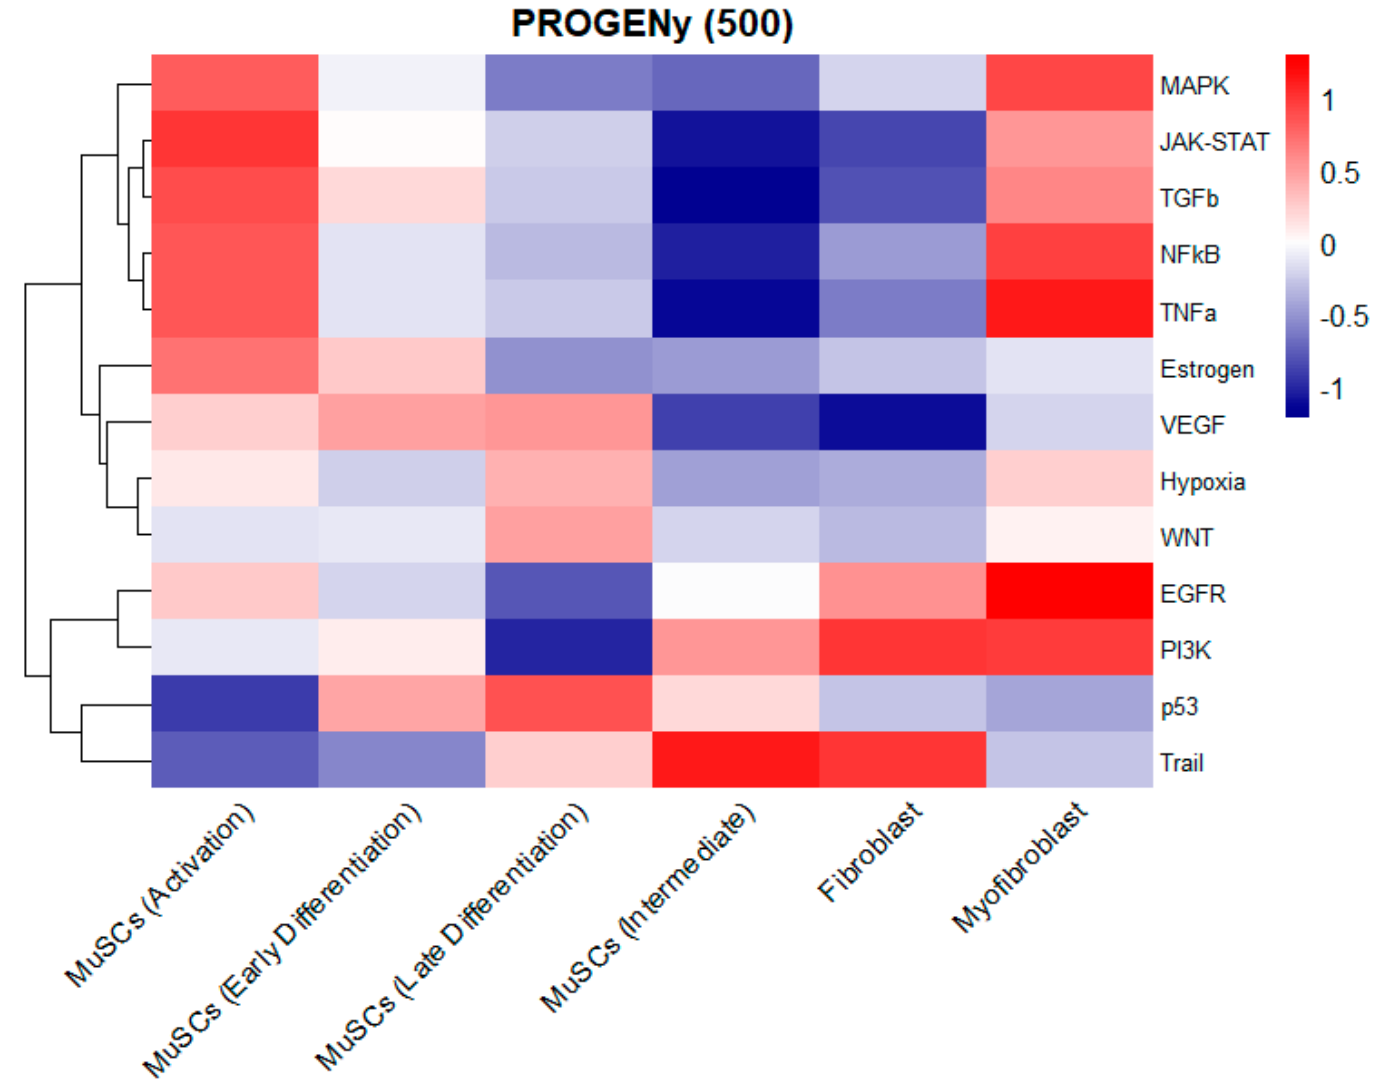 PROGENy (500)
MAPK
JAK-STAT
TGFb
NFkB
TNFa
Estrogen
VEGF
Hypoxia
WNT
EGFR
PI3K
p53
Trail
1
0.5
0
-0.5
-1
MuSCs (Activation)
MuSCs (Early Differentiation)
MuSCs (Late Differentiation)
MuSCs (Intermediate)
Fibroblast
Myofibroblast